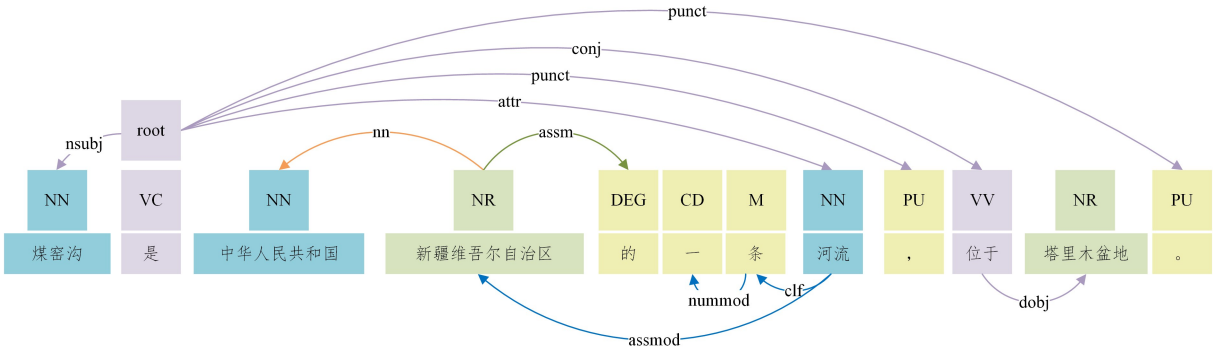 punct
conj
punct
attr
root
nsubj
nn
assm
NN VC NN NR DEG CD M NN PU VV NR PU
煤窑沟 是 中华人民共和国 新疆维吾尔自治区 的 一 条 河流 ， 位于 塔里木盆地 。
clf
nummod
dobj
assmod